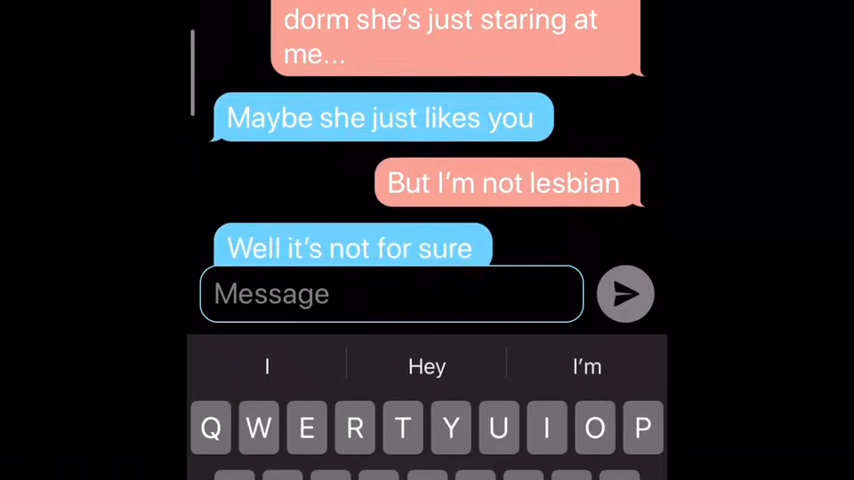 dorm she's just staring at
me...
Maybe she just likes you
But I'm not lesbian
Well it's not for sure
Message
I Hey I'm
Q W E R T Y U I O P